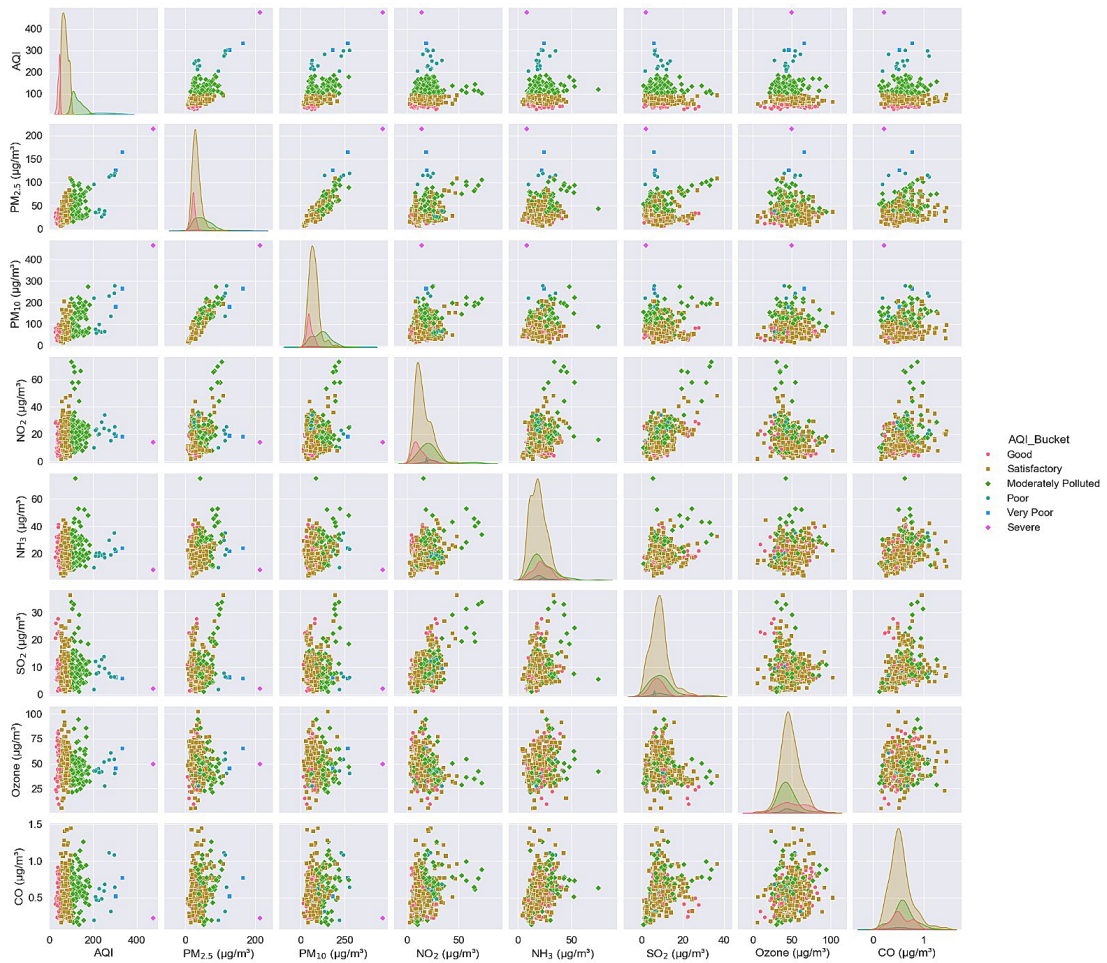 AQI
400
300
200
100
PM₂.₅ (μg/m³)
200
150
100
50
0
PM₁₀ (μg/m³)
400
300
200
100
0
NO₂ (μg/m³)
60
40
20
0
NH₃ (μg/m³)
60
40
20
SO₂ (μg/m³)
30
20
10
0
Ozone (μg/m³)
100
75
50
25
CO (μg/m³)
1.5
1.0
0.5
0 200 400
0 200
0 250
0 50
0 50
0 20 40
0 50 100
0 1
AQI PM₂.₅ (μg/m³) PM₁₀ (μg/m³) NO₂ (μg/m³) NH₃ (μg/m³) SO₂ (μg/m³) Ozone (μg/m³) CO (μg/m³)
AQI_Bucket
Good
Satisfactory
Moderately Polluted
Poor
Very Poor
Severe